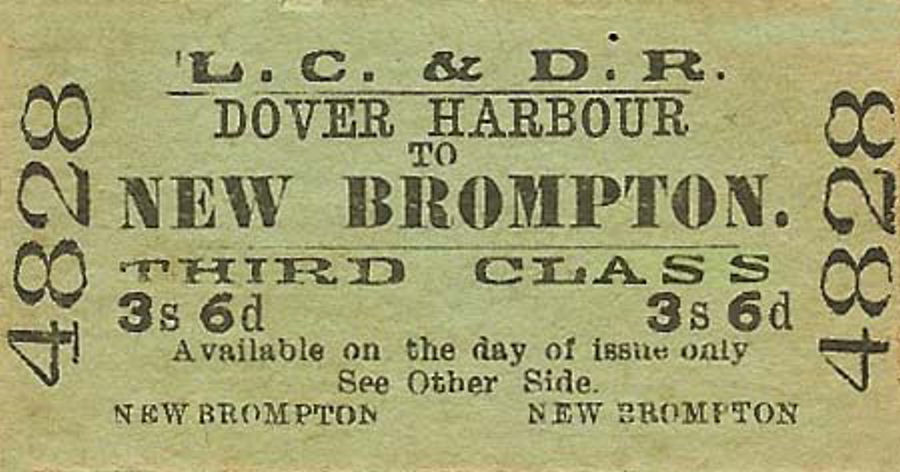 L. C. & D. R.
DOVER HARBOUR
TO
NEW BROMPTON.
THIRD CLASS
3s 6d 3s 6d
Available on the day of issue only
See Other Side.
NEW BROMPTON NEW BROMPTON
4828
4828